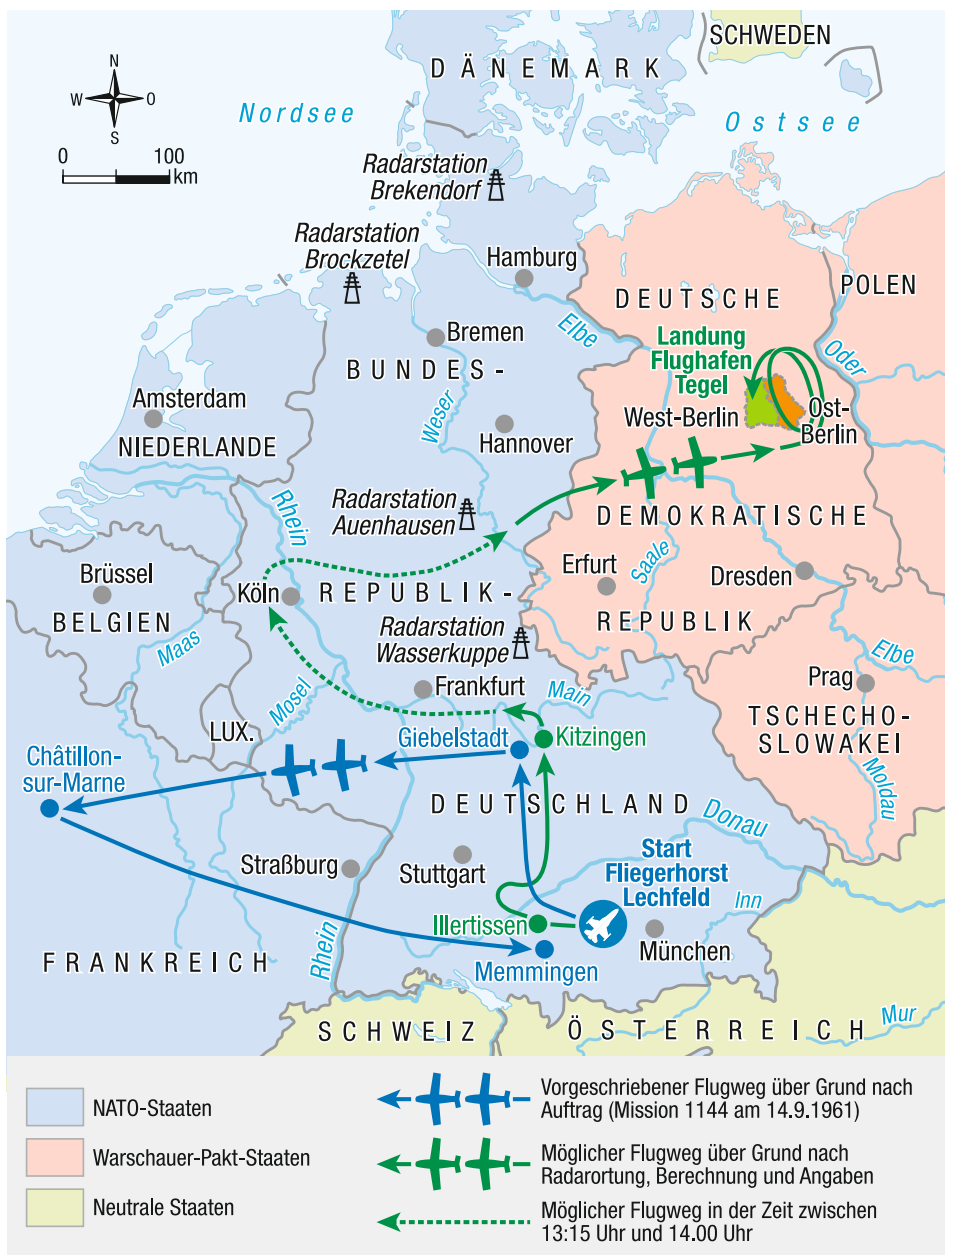 SCHWEDEN
DÄNEMARK
N
W
O
S
Nordsee
Ostsee
0
100
km
Radarstation
Brekendorf
Radarstation
Brockzetel
Hamburg
DEUTSCHE
POLEN
Elbe
Bremen
Landung
Flughafen
Tegel
Oder
BUNDES-
Amsterdam
Weser
West-Berlin
Ost-
Berlin
NIEDERLANDE
Hannover
Rhein
Radarstation
Auenhausen
DEMOKRATISCHE
Saale
Brüssel
Erfurt
Dresden
Köln
REPUBLIK-
BELGIEN
REPUBLIK
Radarstation
Wasserkuppe
Maas
Elbe
Mosel
Frankfurt
Main
Prag
LUX.
TSCHECHO-
SLOWAKEI
Giebelstadt
Kitzingen
Châtillon-
sur-Marne
Moldau
DEUTSCHLAND
Donau
Straßburg
Stuttgart
Start
Fliegerhorst
Lechfeld
Inn
Illertissen
München
FRANKREICH
Rhein
Memmingen
SCHWEIZ
ÖSTERREICH
Mur
NATO-Staaten
Warschauer-Pakt-Staaten
Neutrale Staaten
Vorgeschriebener Flugweg über Grund nach
Auftrag (Mission 1144 am 14.9.1961)
Möglicher Flugweg über Grund nach
Radarortung, Berechnung und Angaben
Möglicher Flugweg in der Zeit zwischen
13:15 Uhr und 14.00 Uhr